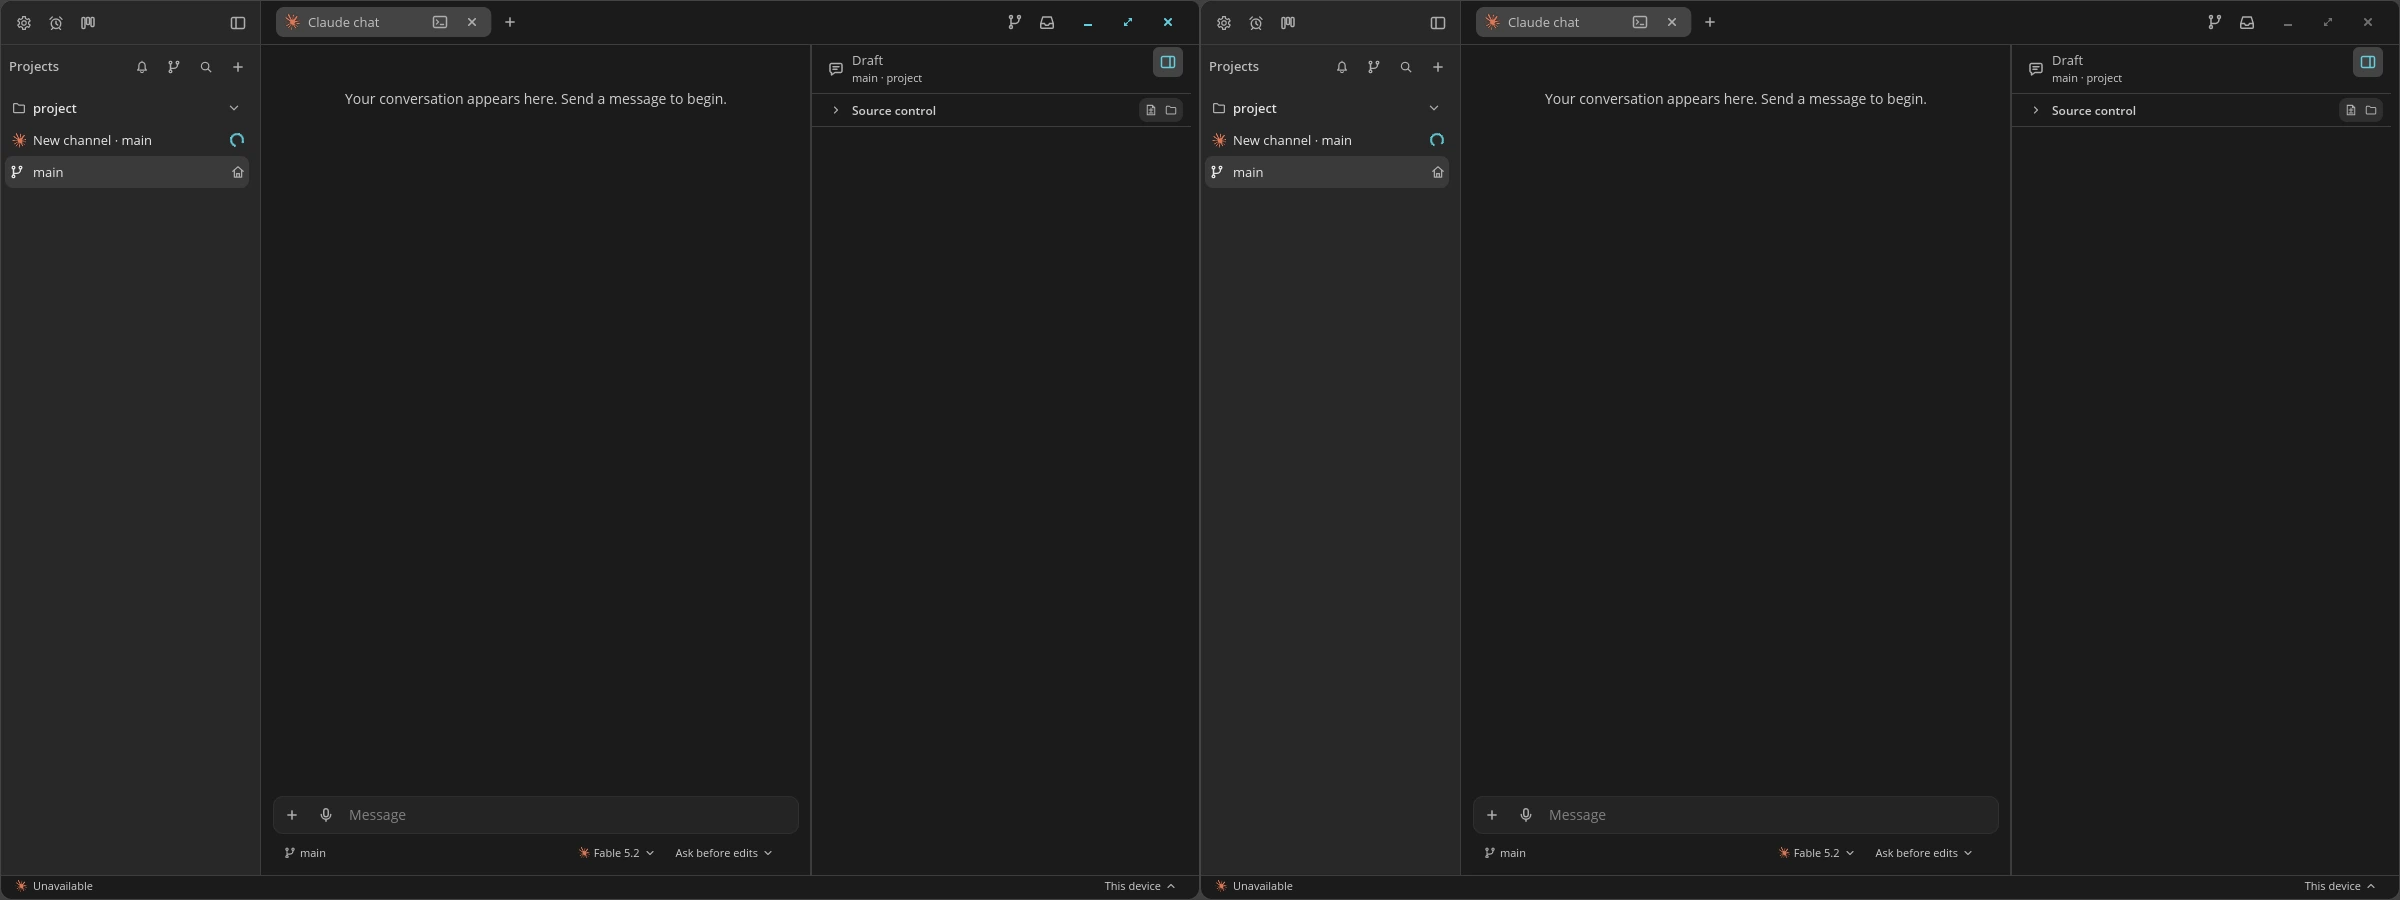 Claude chat
Projects
project
New channel · main
main
Your conversation appears here. Send a message to begin.
Draft
main · project
Source control
Message
main
Fable 5.2
Ask before edits
Unavailable
This device
Claude chat
Projects
project
New channel · main
main
Your conversation appears here. Send a message to begin.
Draft
main · project
Source control
Message
main
Fable 5.2
Ask before edits
Unavailable
This device